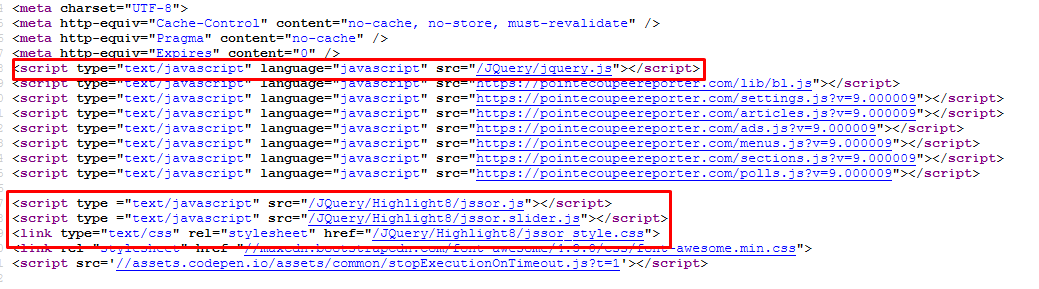 <meta charset="UTF-8">
<meta http-equiv="Cache-Control" content="no-cache, no-store, must-revalidate" />
<meta http-equiv="Pragma" content="no-cache" />
<meta http-equiv="Expires" content="0" />
<script type="text/javascript" language="javascript" src="/JQuery/jquery.js"></script>
<script type="text/javascript" language="javascript" src="https://pointecoupeereporter.com/lib/bl.js"></script>
<script type="text/javascript" language="javascript" src="https://pointecoupeereporter.com/settings.js?v=9.000009"></script>
<script type="text/javascript" language="javascript" src="https://pointecoupeereporter.com/articles.js?v=9.000009"></script>
<script type="text/javascript" language="javascript" src="https://pointecoupeereporter.com/ads.js?v=9.000009"></script>
<script type="text/javascript" language="javascript" src="https://pointecoupeereporter.com/menus.js?v=9.000009"></script>
<script type="text/javascript" language="javascript" src="https://pointecoupeereporter.com/sections.js?v=9.000009"></script>
<script type="text/javascript" language="javascript" src="https://pointecoupeereporter.com/polls.js?v=9.000009"></script>
<script type ="text/javascript" src="/JQuery/Highlight8/jssor.js"></script>
<script type ="text/javascript" src="/JQuery/Highlight8/jssor.slider.js"></script>
<link type="text/css" rel="stylesheet" href="/JQuery/Highlight8/jssor_style.css">
<link rel="stylesheet" href="//maxcdn.bootstrapcdn.com/font-awesome/4.3.0/css/font-awesome.min.css">
<script src='//assets.codepen.io/assets/common/stopExecutionOnTimeout.js?t=1'></script>